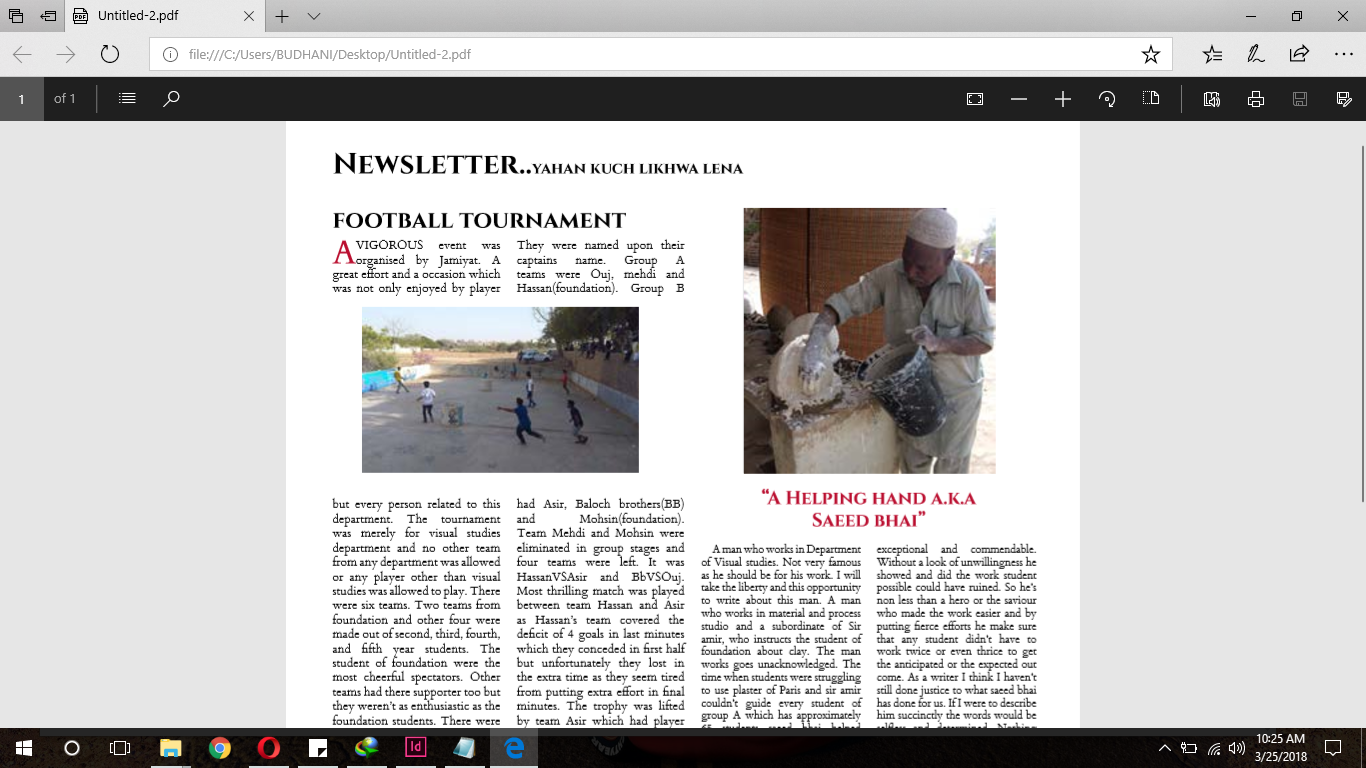 Untitled-2.pdf
file:///C:/Users/BUDHANI/Desktop/Untitled-2.pdf
1 of 1
Newsletter..yahan kuch likhwa lena
FOOTBALL TOURNAMENT
A VIGOROUS event was
organised by Jamiyat. A
great effort and a occasion which
was not only enjoyed by player
but every person related to this
department. The tournament
was merely for visual studies
department and no other team
from any department was allowed
or any player other than visual
studies was allowed to play. There
were six teams. Two teams from
foundation and other four were
made out of second, third, fourth,
and fifth year students. The
student of foundation were the
most cheerful spectators. Other
teams had there supporter too but
they weren't as enthusiastic as the
foundation students. There were
They were named upon their
captains name. Group A
teams were Ouj, mehdi and
Hassan(foundation). Group B
had Asir, Baloch brothers(BB)
and Mohsin(foundation).
Team Mehdi and Mohsin were
eliminated in group stages and
four teams were left. It was
HassanVSAsir and BbVSOuj.
Most thrilling match was played
between team Hassan and Asir
as Hassan's team covered the
deficit of 4 goals in last minutes
which they conceded in first half
but unfortunately they lost in
the extra time as they seem tired
from putting extra effort in final
minutes. The trophy was lifted
by team Asir which had player
"A Helping hand a.k.a
Saeed bhai"
A man who works in Department
of Visual studies. Not very famous
as he should be for his work. I will
take the liberty and this opportunity
to write about this man. A man
who works in material and process
studio and a subordinate of Sir
amir, who instructs the student of
foundation about clay. The man
works goes unacknowledged. The
time when students were struggling
to use plaster of Paris and sir amir
couldn't guide every student of
group A which has approximately
65 students saeed bhai helped
exceptional and commendable.
Without a look of unwillingness he
showed and did the work student
possible could have ruined. So he's
non less than a hero or the saviour
who made the work easier and by
putting fierce efforts he make sure
that any student didn't have to
work twice or even thrice to get
the anticipated or the expected out
come. As a writer I think I haven't
still done justice to what saeed bhai
has done for us. If I were to describe
him succinctly the words would be
selfless and determined. Nothing
Id
10:25 AM
3/25/2018